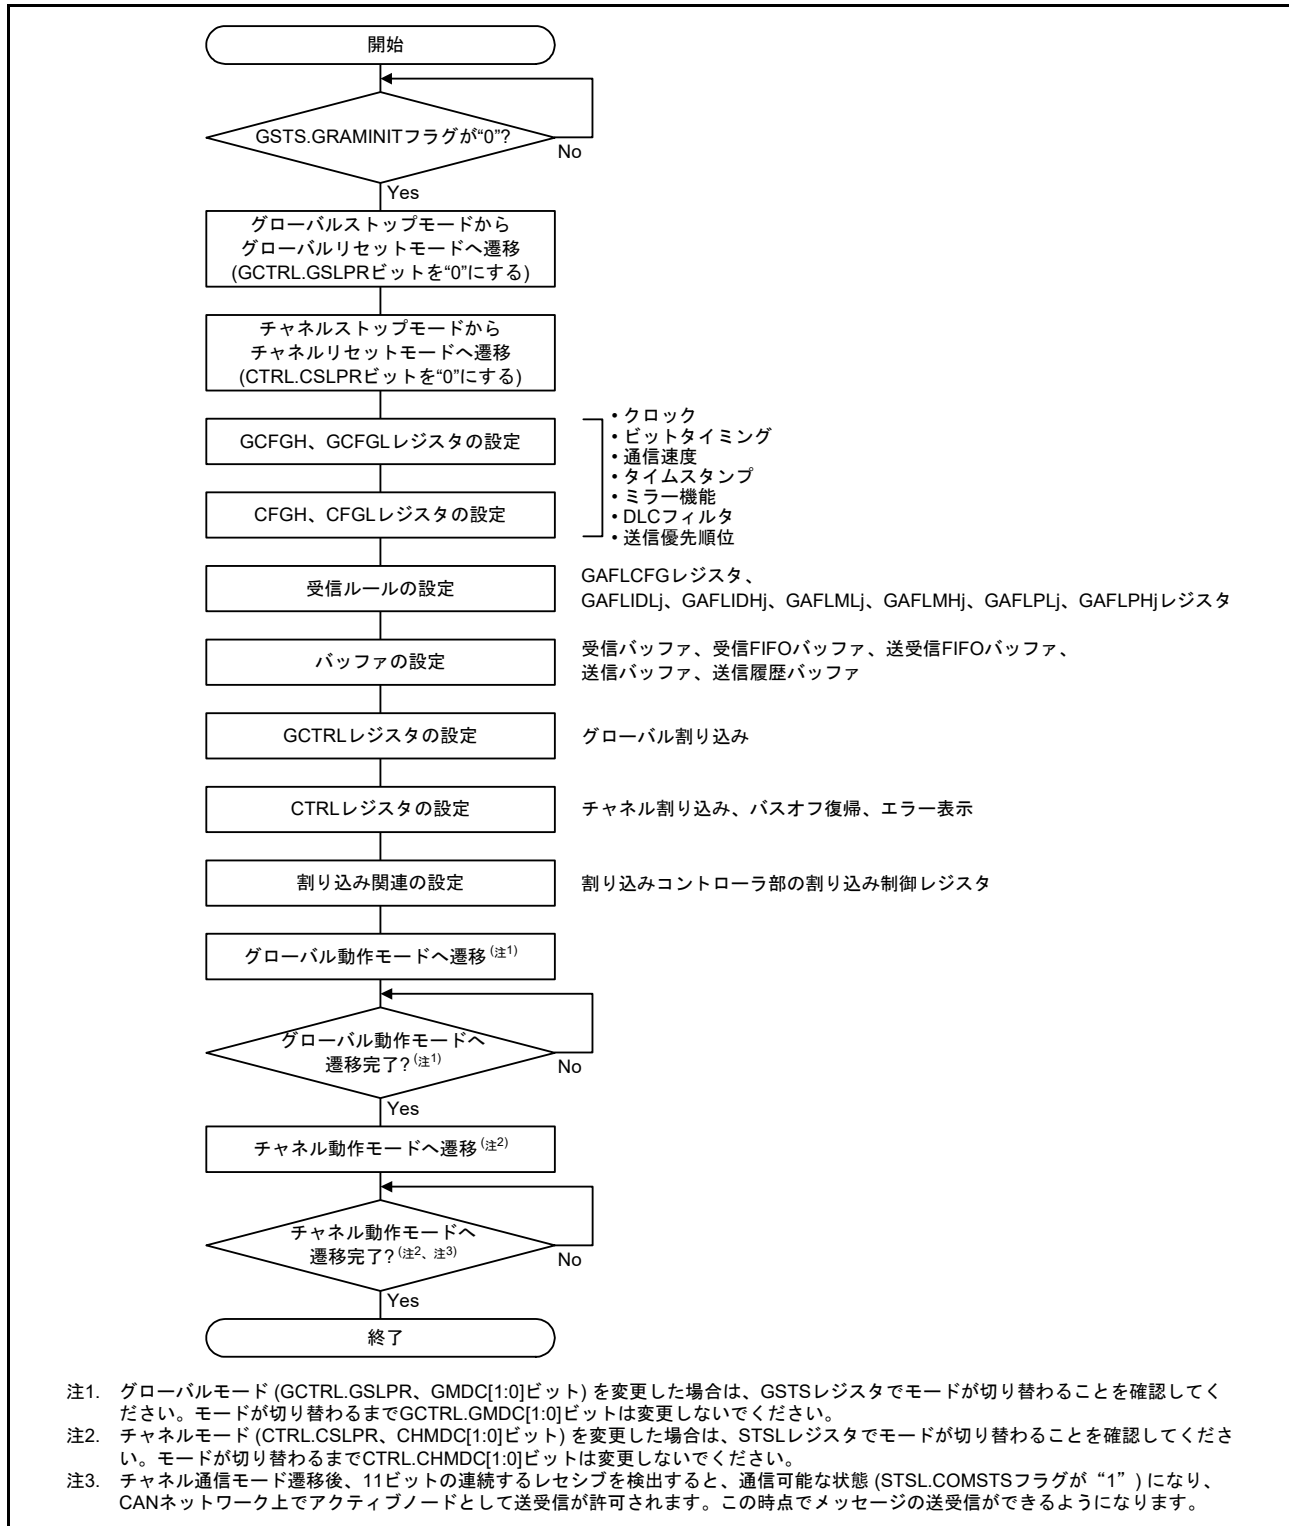 開始
GSTS.GRAMINITフラグが“0”?
No
Yes
グローバルストップモードから
グローバルリセットモードへ遷移
(GCTRL.GSLPRビットを“0”にする)
チャネルストップモードから
チャネルリセットモードへ遷移
(CTRL.CSLPRビットを“0”にする)
GCFGH、GCFGLレジスタの設定
CFGH、CFGLレジスタの設定
• クロック
• ビットタイミング
• 通信速度
• タイムスタンプ
• ミラー機能
• DLCフィルタ
• 送信優先順位
受信ルールの設定
GAFLCFGレジスタ、
GAFLIDLj、GAFLIDHj、GAFLMLj、GAFLMHj、GAFLPLj、GAFLPHjレジスタ
バッファの設定
受信バッファ、受信FIFOバッファ、送受信FIFOバッファ、
送信バッファ、送信履歴バッファ
GCTRLレジスタの設定
グローバル割り込み
CTRLレジスタの設定
チャネル割り込み、バスオフ復帰、エラー表示
割り込み関連の設定
割り込みコントローラ部の割り込み制御レジスタ
グローバル動作モードへ遷移 (注1)
グローバル動作モードへ
遷移完了? (注1)
No
Yes
チャネル動作モードへ遷移 (注2)
チャネル動作モードへ
遷移完了? (注2、注3)
No
Yes
終了
注1. グローバルモード (GCTRL.GSLPR、GMDC[1:0]ビット) を変更した場合は、GSTSレジスタでモードが切り替わることを確認してく
ださい。モードが切り替わるまでGCTRL.GMDC[1:0]ビットは変更しないでください。
注2. チャネルモード (CTRL.CSLPR、CHMDC[1:0]ビット) を変更した場合は、STSLレジスタでモードが切り替わることを確認してくださ
い。モードが切り替わるまでCTRL.CHMDC[1:0]ビットは変更しないでください。
注3. チャネル通信モード遷移後、11ビットの連続するレセシブを検出すると、通信可能な状態 (STSL.COMSTSフラグが“1”) になり、
CANネットワーク上でアクティブノードとして送受信が許可されます。この時点でメッセージの送受信ができるようになります。